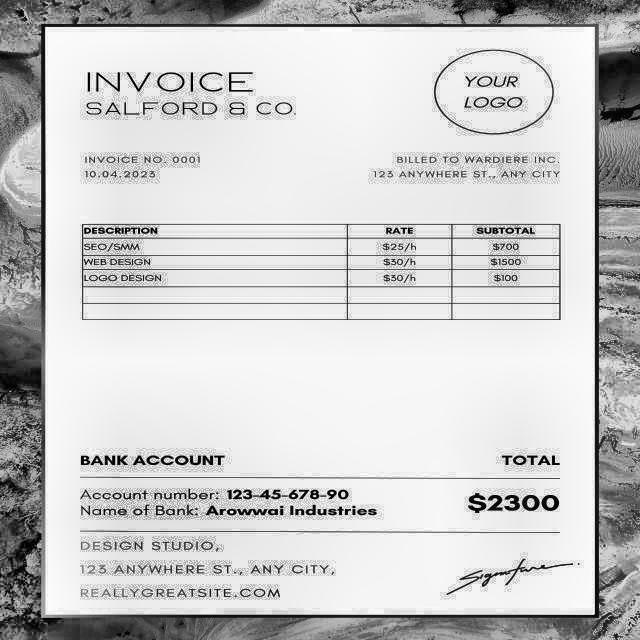 INVOICE
SALFORD & CO.
YOUR
LOGO
INVOICE NO. 0001
10.04.2023
BILLED TO WARDIERE INC.
123 ANYWHERE ST., ANY CITY
DESCRIPTION RATE SUBTOTAL
SEO/SMM $25/h $700
WEB DESIGN $30/h $1500
LOGO DESIGN $30/h $100
BANK ACCOUNT TOTAL
Account number: 123-45-678-90
Name of Bank: Arowwai Industries
$2300
DESIGN STUDIO,
123 ANYWHERE ST., ANY CITY,
REALLYGREATSITE.COM
Signature